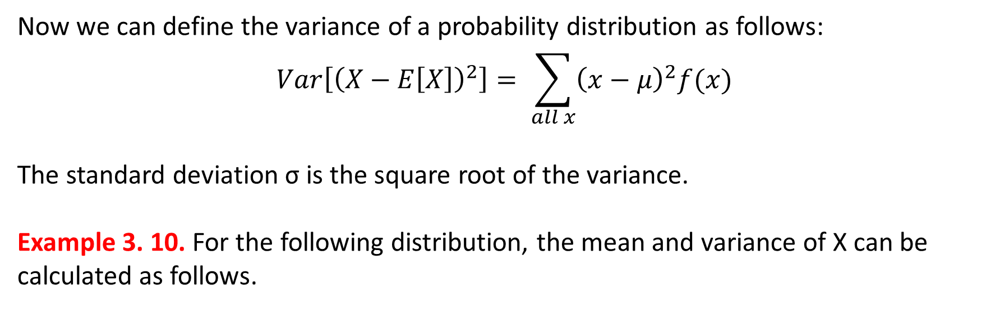 Now we can define the variance of a probability distribution as follows:
Var[(X − E[X])²] = ∑ (x − μ)² f(x)
all x
The standard deviation σ is the square root of the variance.
Example 3. 10. For the following distribution, the mean and variance of X can be
calculated as follows.